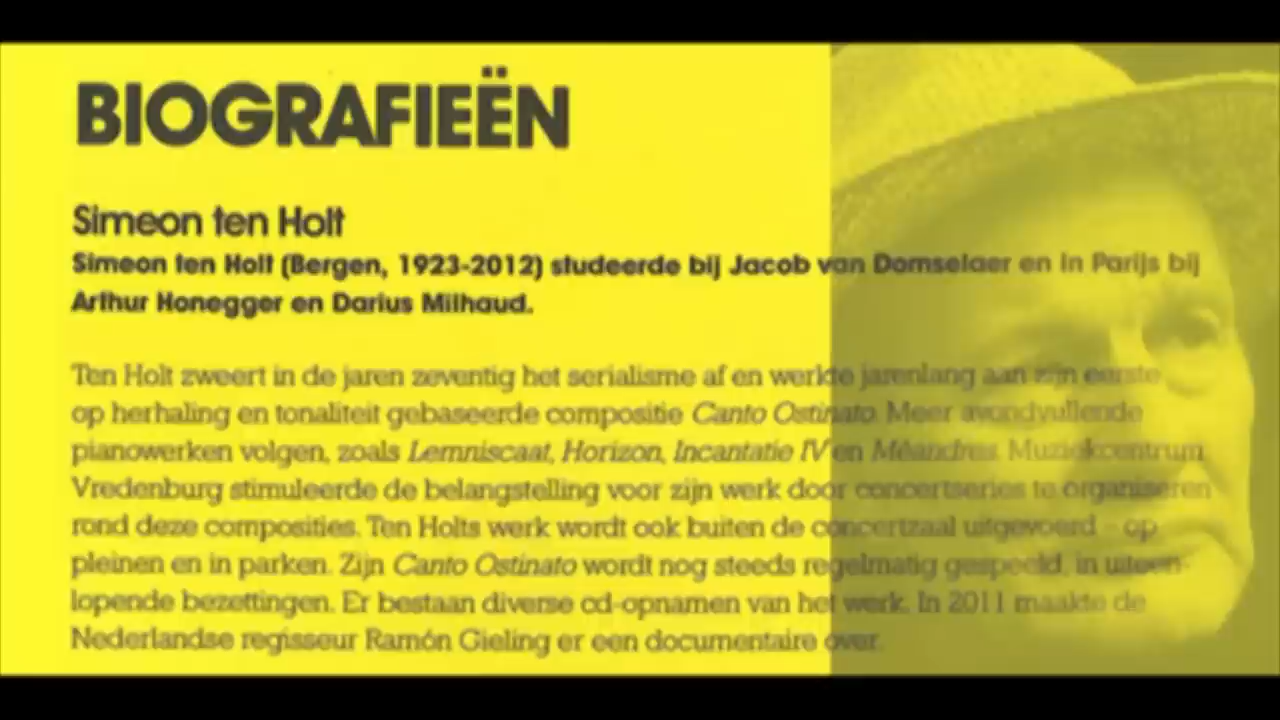 BIOGRAFIEËN
Simeon ten Holt
Simeon ten Holt (Bergen, 1923-2012) studeerde bij Jacob van Domselaer en in Parijs bij
Arthur Honegger en Darius Milhaud.
Ten Holt zweert in de jaren zeventig het serialisme af en werkte jarenlang aan zijn eerste
op herhaling en tonaliteit gebaseerde compositie Canto Ostinato. Meer avondvullende
pianowerken volgen, zoals Lemniscaat, Horizon, Incantatie IV en Méandres. Muziekcentrum
Vredenburg stimuleerde de belangstelling voor zijn werk door concertseries te organiseren
rond deze composities. Ten Holts werk wordt ook buiten de concertzaal uitgevoerd - op
pleinen en in parken. Zijn Canto Ostinato wordt nog steeds regelmatig gespeeld, in uiteen-
lopende bezettingen. Er bestaan diverse cd-opnamen van het werk. In 2011 maakte de
Nederlandse regisseur Ramón Gieling er een documentaire over.